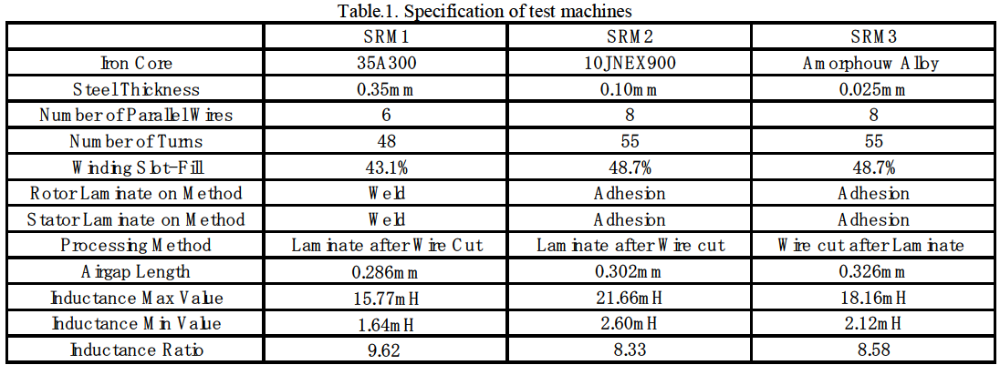 Table.1. Specification of test machines
SRM1 SRM2 SRM3
Iron Core 35A300 10JNEX900 Amorphouw Alloy
Steel Thickness 0.35mm 0.10mm 0.025mm
Number of Parallel Wires 6 8 8
Number of Turns 48 55 55
Winding Slot-Fill 43.1% 48.7% 48.7%
Rotor Laminate on Method Weld Adhesion Adhesion
Stator Laminate on Method Weld Adhesion Adhesion
Processing Method Laminate after Wire Cut Laminate after Wire cut Wire cut after Laminate
Airgap Length 0.286mm 0.302mm 0.326mm
Inductance Max Value 15.77mH 21.66mH 18.16mH
Inductance Min Value 1.64mH 2.60mH 2.12mH
Inductance Ratio 9.62 8.33 8.58